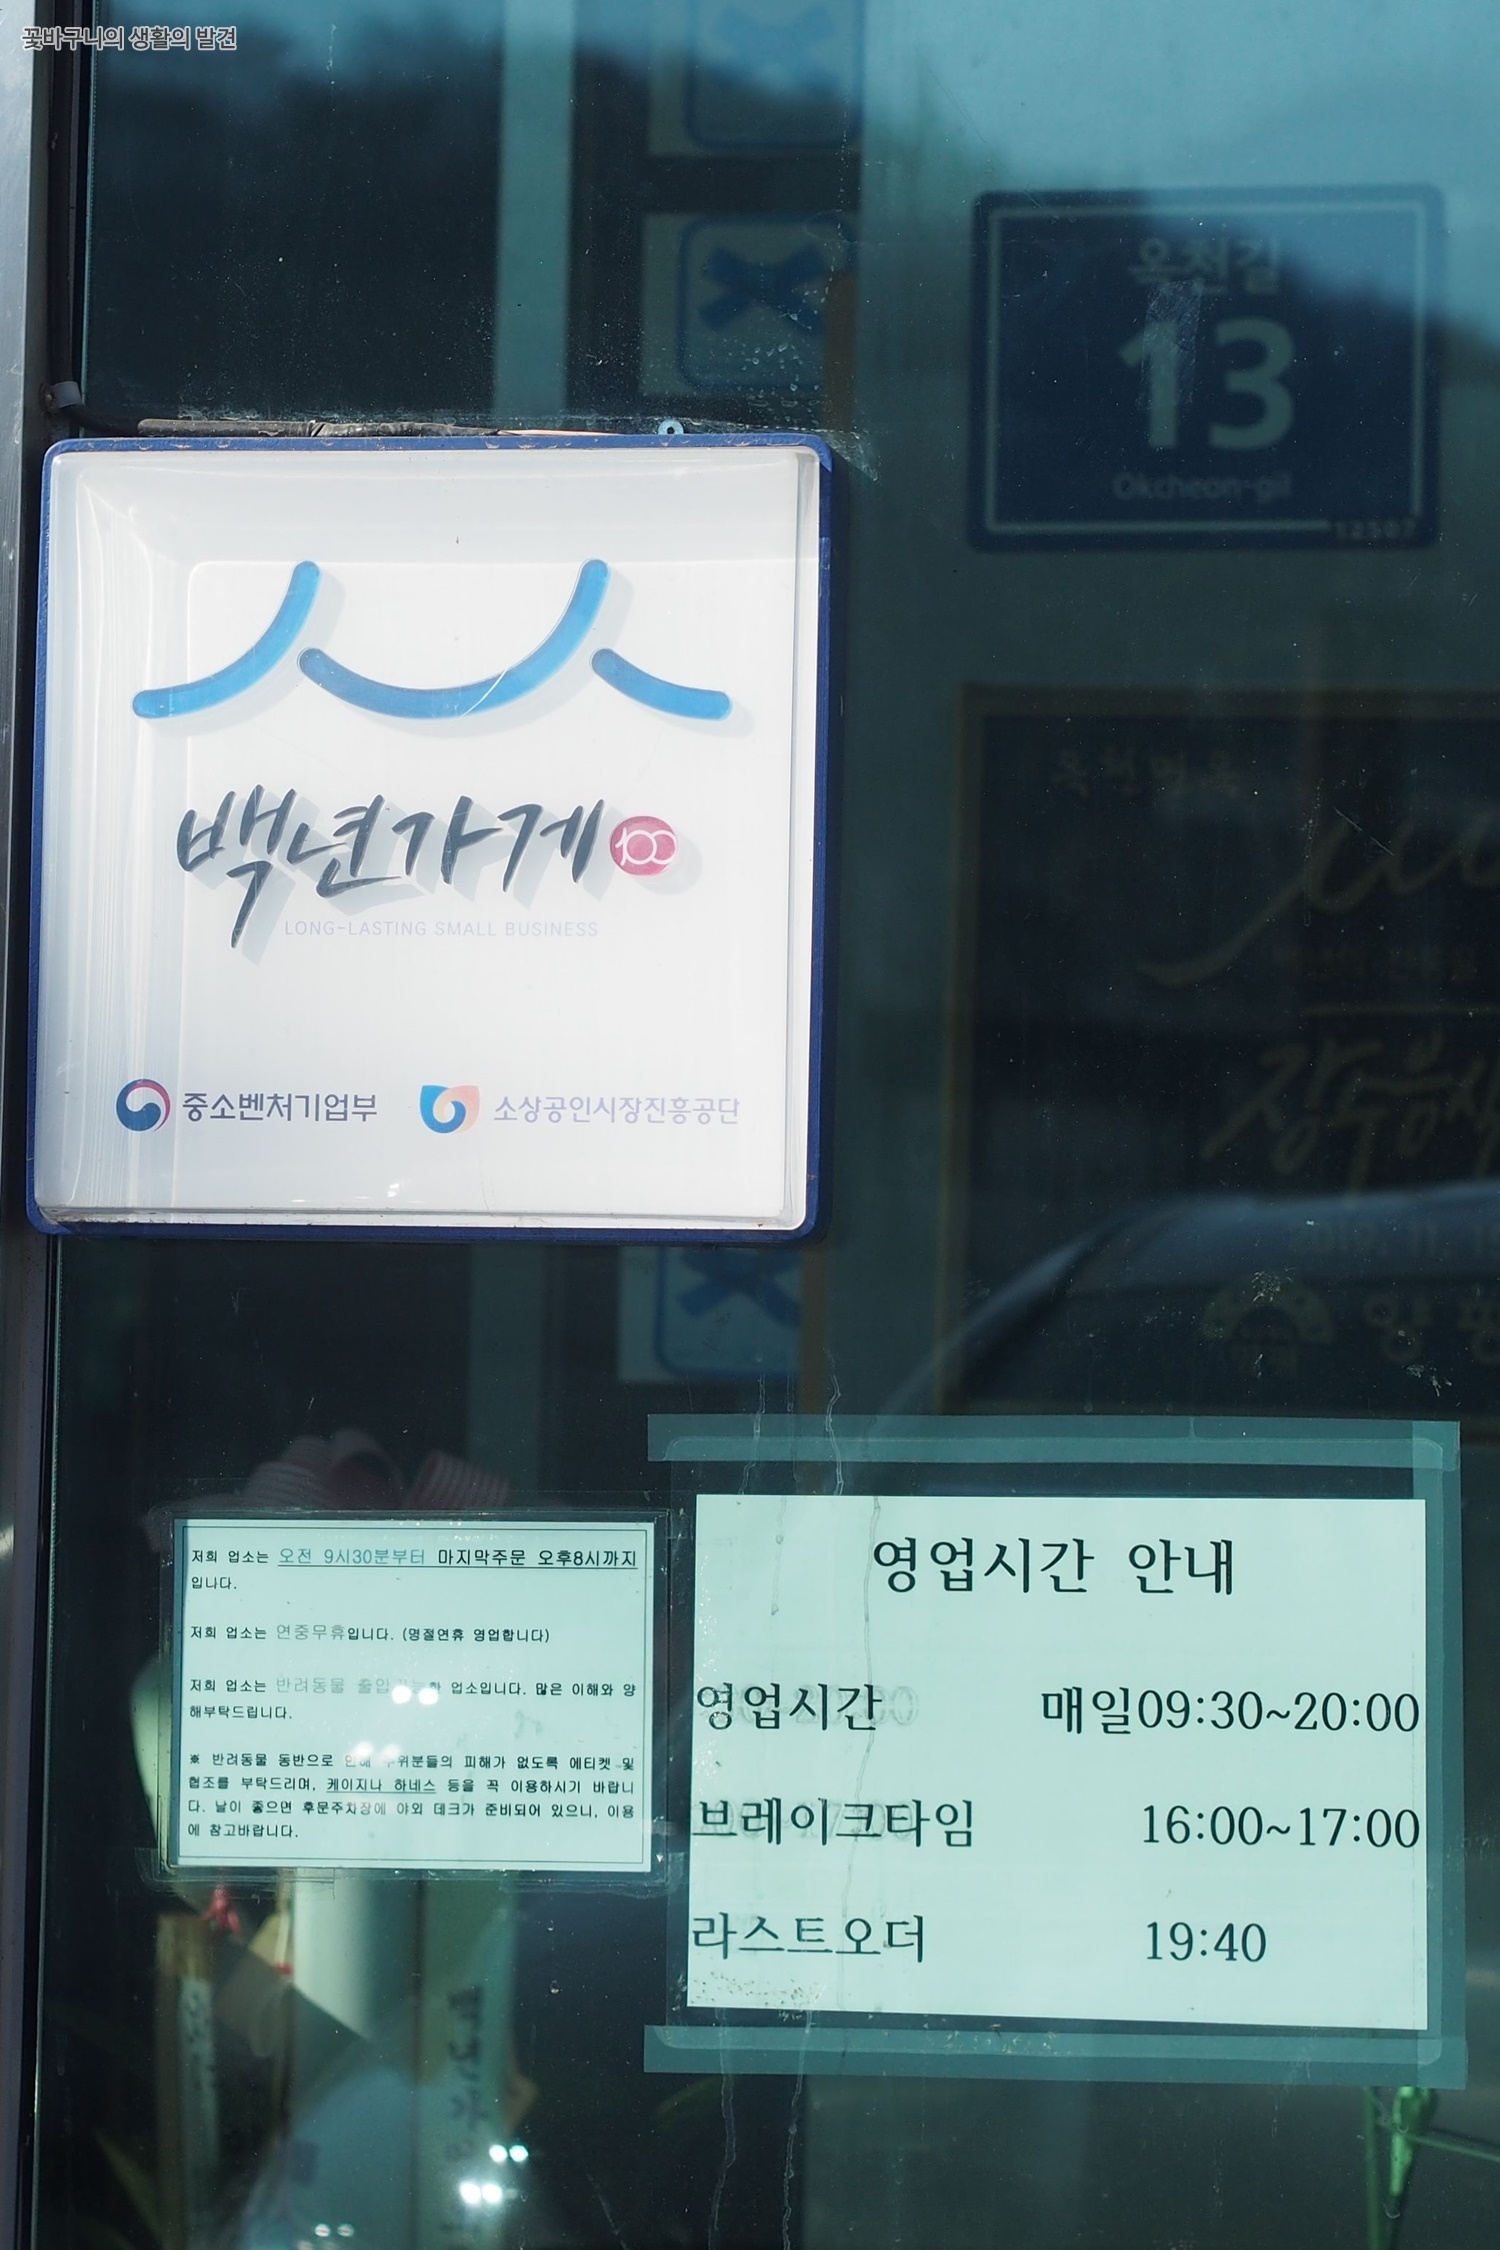 꽃바구니의 생활의 발견
옥천길
13
Okcheon-gil
12507
백년가게 100
LONG-LASTING SMALL BUSINESS
중소벤처기업부 소상공인시장진흥공단
저희 업소는 오전 9시30분부터 마지막주문 오후8시까지
입니다.
저희 업소는 연중무휴입니다. (명절연휴 영업합니다)
저희 업소는 반려동물 출입가능한 업소입니다. 많은 이해와 양
해부탁드립니다.
※ 반려동물 동반으로 인해 주위분들의 피해가 없도록 에티켓 및
협조를 부탁드리며, 케이지나 하네스 등을 꼭 이용하시기 바랍니
다. 날이 좋으면 후문주차장에 야외 데크가 준비되어 있으니, 이용
에 참고바랍니다.
영업시간 안내
영업시간 매일09:30~20:00
브레이크타임 16:00~17:00
라스트오더 19:40